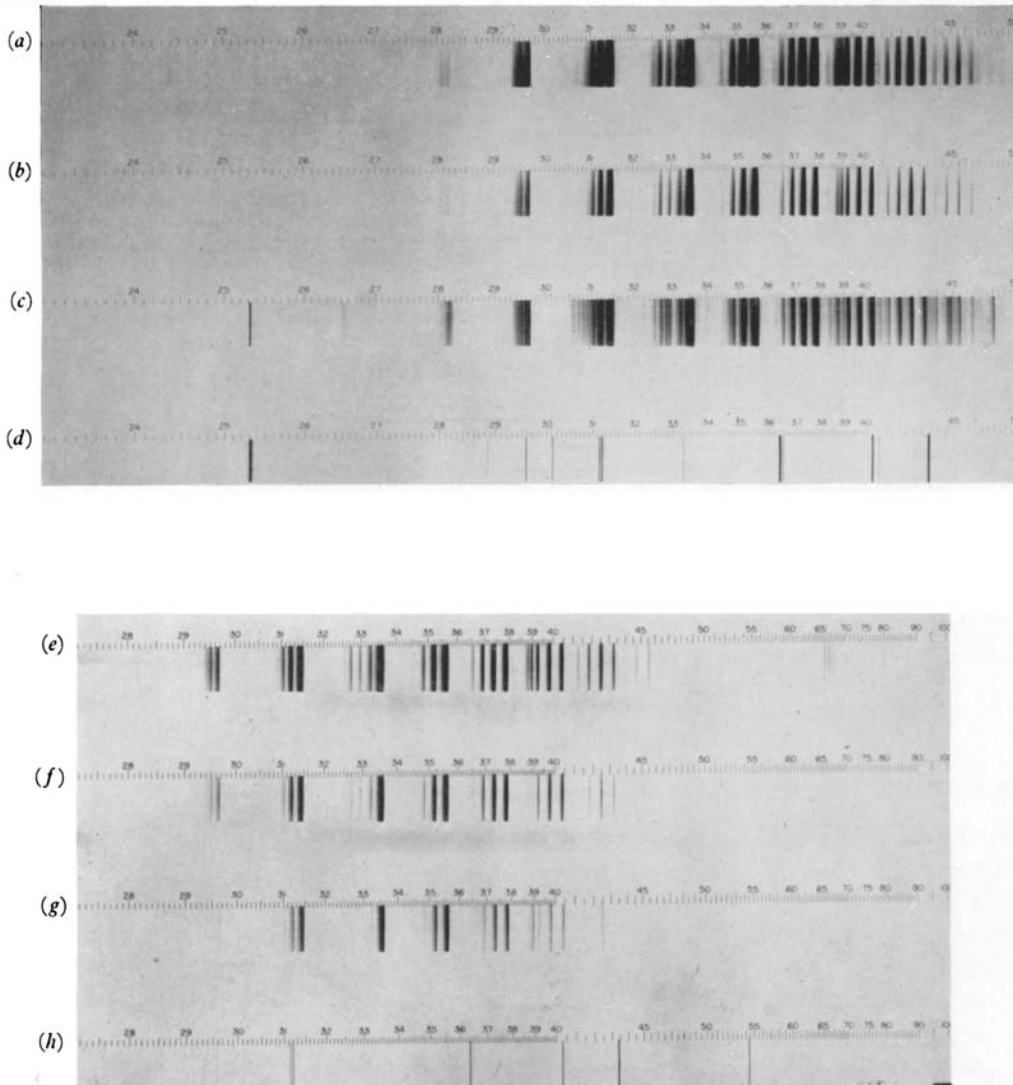 (a) 24 25 26 27 28 29 30 31 32 33 34 35 36 37 38 39 40 45
(b) 24 25 26 27 28 29 30 31 32 33 34 35 36 37 38 39 40 45
(c) 24 25 26 27 28 29 30 31 32 33 34 35 36 37 38 39 40 45
(d) 24 25 26 27 28 29 30 31 32 33 34 35 36 37 38 39 40 45
(e) 28 29 30 31 32 33 34 35 36 37 38 39 40 45 50 55 60 65 70 75 80 90 100
(f) 28 29 30 31 32 33 34 35 36 37 38 39 40 45 50 55 60 65 70 75 80 90 100
(g) 28 29 30 31 32 33 34 35 36 37 38 39 40 45 50 55 60 65 70 75 80 90 100
(h) 28 29 30 31 32 33 34 35 36 37 38 39 40 45 50 55 60 65 70 75 80 90 100